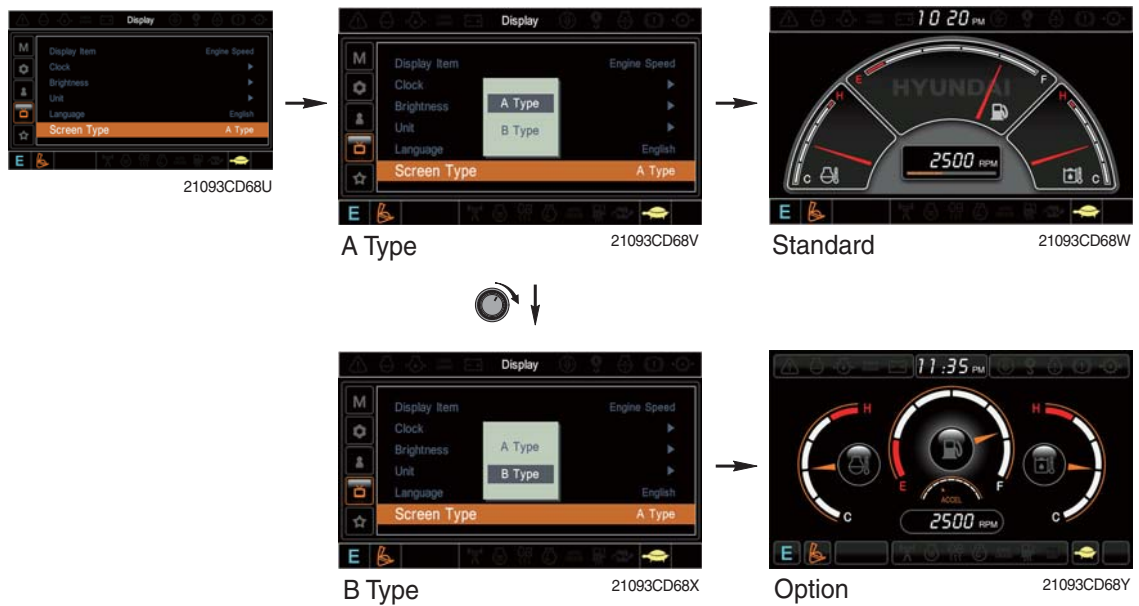 Display
M
Display Item Engine Speed
Clock
Brightness
Unit
Language English
Screen Type A Type
E
21093CD68U
Display
M
Display Item Engine Speed
Clock
Brightness
Unit
Language English
Screen Type A Type
A Type
B Type
E
A Type 21093CD68V
10 20 PM
E F
HYUNDAI
H H
C C
2500 RPM
E
Standard 21093CD68W
Display
M
Display Item Engine Speed
Clock
Brightness
Unit
Language English
Screen Type A Type
A Type
B Type
E
B Type 21093CD68X
11:35 PM
H H
E F
ACCEL
C C
2500 RPM
E
Option 21093CD68Y